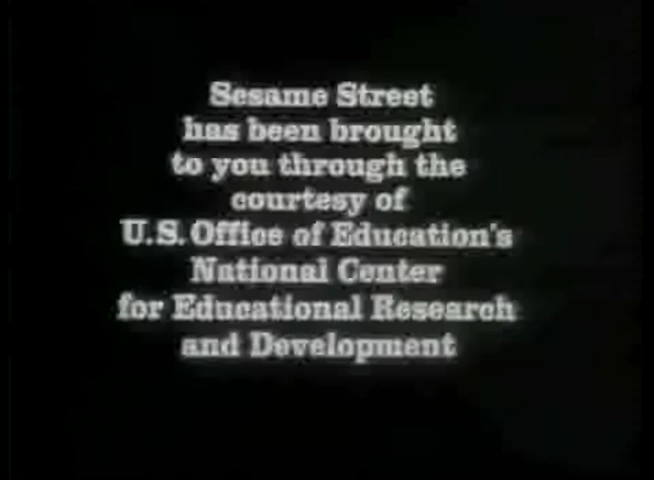 Sesame Street
has been brought
to you through the
courtesy of
U.S. Office of Education's
National Center
for Educational Research
and Development